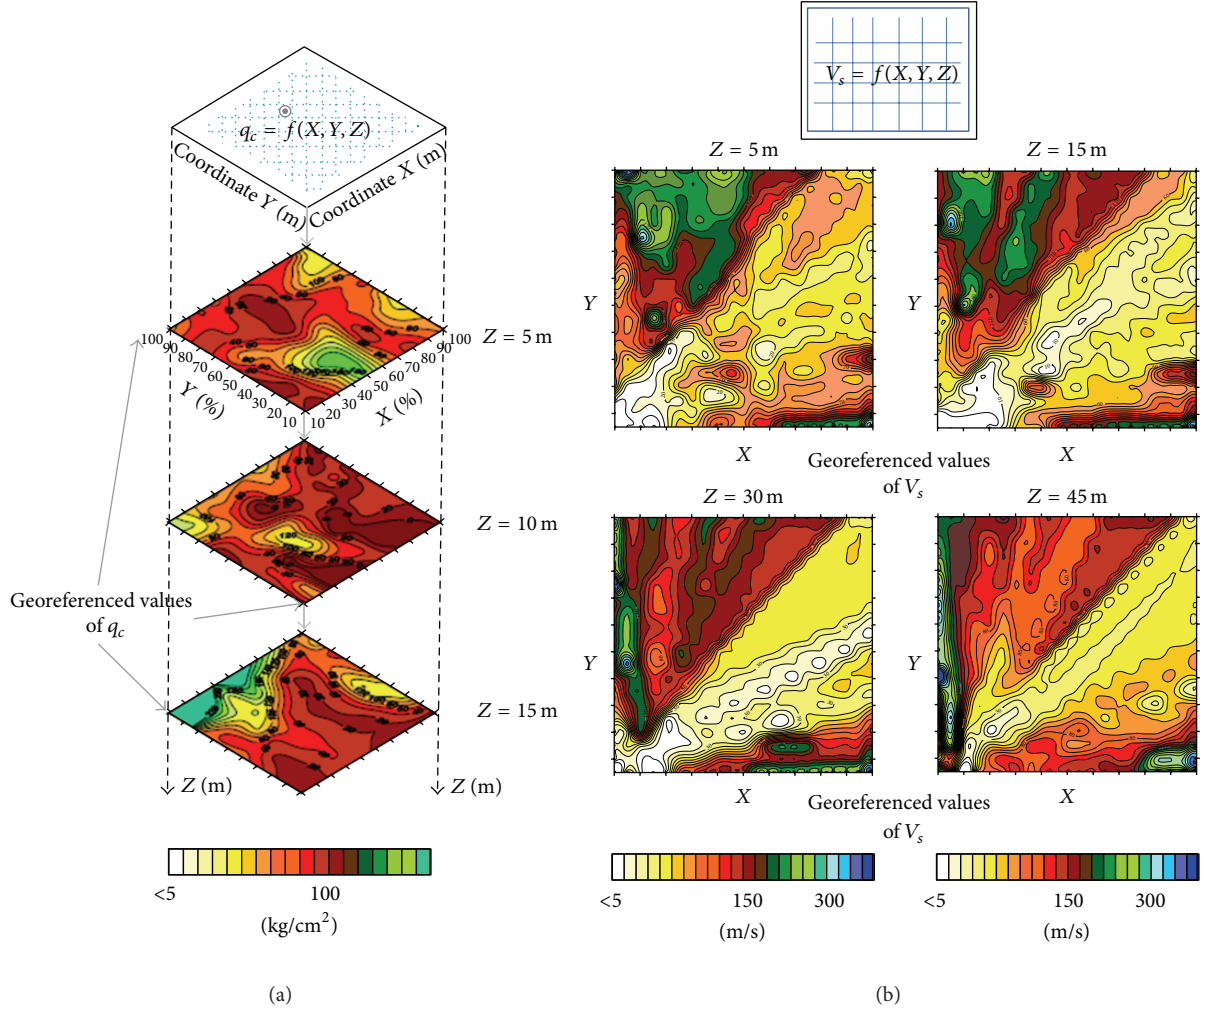 q_c = f(X, Y, Z)
Coordinate Y (m)
Coordinate X (m)
Z = 5 m
100
90
80
70
60
50
40
30
20
10
Y (%)
10
20
30
40
50
60
70
80
90
100
X (%)
Z = 10 m
Georeferenced values
of q_c
Z = 15 m
Z (m)
Z (m)
<5
100
(kg/cm²)
(a)
V_s = f(X, Y, Z)
Z = 5 m
Z = 15 m
Y
Y
X
X
Georeferenced values
of V_s
Z = 30 m
Z = 45 m
Y
Y
X
X
Georeferenced values
of V_s
<5
150
300
(m/s)
<5
150
300
(m/s)
(b)